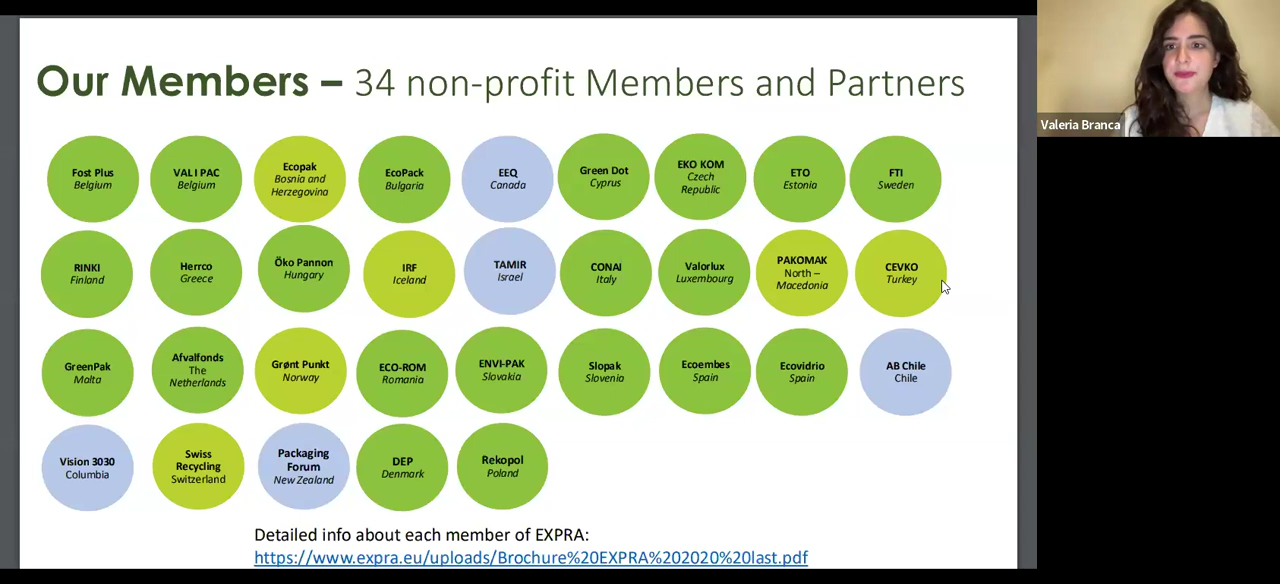 Our Members – 34 non-profit Members and Partners
Valeria Branca
Fost Plus
Belgium
VAL I PAC
Belgium
Ecopak
Bosnia and
Herzegovina
EcoPack
Bulgaria
EEQ
Canada
Green Dot
Cyprus
EKO KOM
Czech
Republic
ETO
Estonia
FTI
Sweden
RINKI
Finland
Herrco
Greece
Öko Pannon
Hungary
IRF
Iceland
TAMIR
Israel
CONAI
Italy
Valorlux
Luxembourg
PAKOMAK
North –
Macedonia
CEVKO
Turkey
GreenPak
Malta
Afvalfonds
The
Netherlands
Grønt Punkt
Norway
ECO-ROM
Romania
ENVI-PAK
Slovakia
Slopak
Slovenia
Ecoembes
Spain
Ecovidrio
Spain
AB Chile
Chile
Vision 3030
Columbia
Swiss
Recycling
Switzerland
Packaging
Forum
New Zealand
DEP
Denmark
Rekopol
Poland
Detailed info about each member of EXPRA:
https://www.expra.eu/uploads/Brochure%20EXPRA%202020%20last.pdf